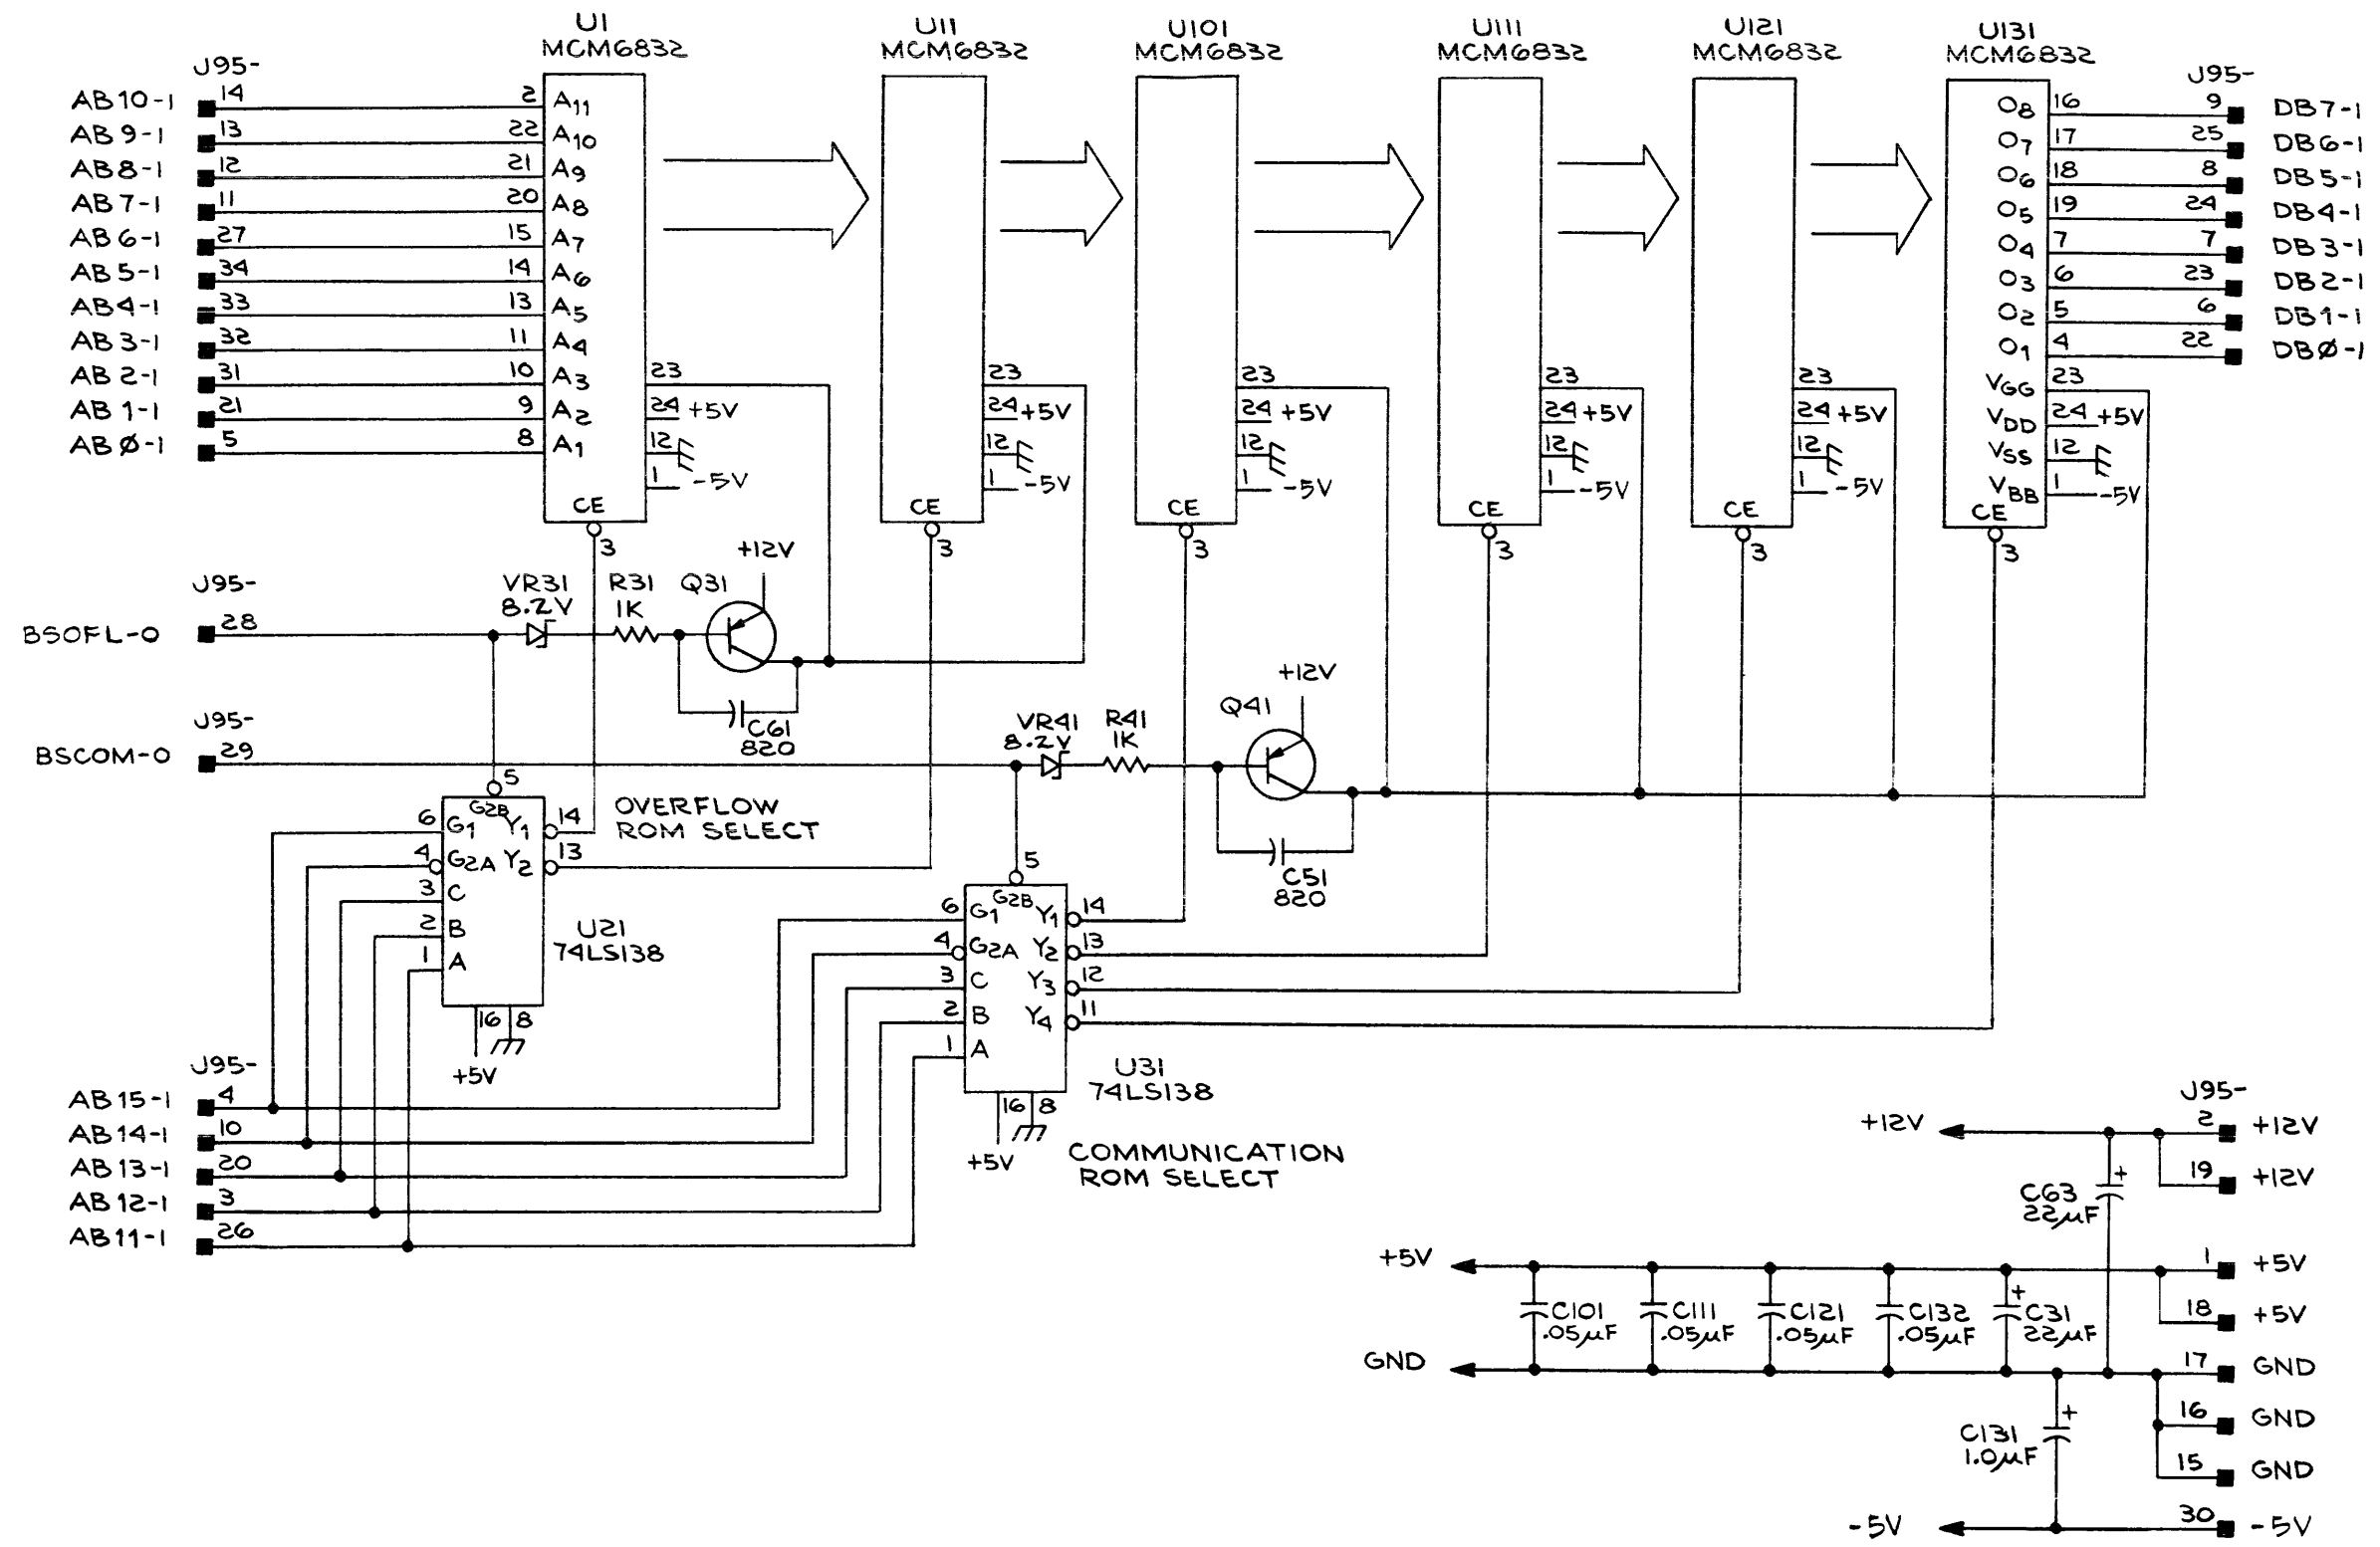 U1
MCM6832
U11
MCM6832
U101
MCM6832
U111
MCM6832
U121
MCM6832
U131
MCM6832
J95-
J95-
AB10-1 14 2 A11
AB9-1 13 22 A10
AB8-1 12 21 A9
AB7-1 11 20 A8
AB6-1 27 15 A7
AB5-1 34 14 A6
AB4-1 33 13 A5
AB3-1 32 11 A4
AB2-1 31 10 A3
AB1-1 21 9 A2
ABØ-1 5 8 A1
O8 16 9 DB7-1
O7 17 25 DB6-1
O6 18 8 DB5-1
O5 19 24 DB4-1
O4 7 7 DB3-1
O3 6 23 DB2-1
O2 5 6 DB1-1
O1 4 22 DBØ-1
23
24 +5V
12
1 -5V
CE
3
23
24 +5V
12
1 -5V
CE
3
23
24 +5V
12
1 -5V
CE
3
23
24 +5V
12
1 -5V
CE
3
23
24 +5V
12
1 -5V
CE
3
VGG 23
VDD 24 +5V
VSS 12
VBB 1 -5V
CE
3
J95-
BSOFL-0 28
VR31
8.2V
R31
1K
Q31
+12V
C61
820
J95-
BSCOM-0 29
VR41
8.2V
R41
1K
Q41
+12V
C51
820
OVERFLOW
ROM SELECT
5
G2B
6 G1 Y1 14
4 G2A Y2 13
3 C
2 B
1 A
U21
74LS138
16 8
+5V
5
G2B
6 G1 Y1 14
4 G2A Y2 13
3 C Y3 12
2 B Y4 11
1 A
U31
74LS138
16 8
+5V
COMMUNICATION
ROM SELECT
J95-
AB15-1 4
AB14-1 10
AB13-1 20
AB12-1 3
AB11-1 26
J95-
+12V 2 +12V
19 +12V
C63
22µF
+5V 1 +5V
18 +5V
C101
.05µF
C111
.05µF
C121
.05µF
C132
.05µF
+
C31
22µF
+
GND 17 GND
16 GND
15 GND
+
C131
1.0µF
-5V 30 -5V